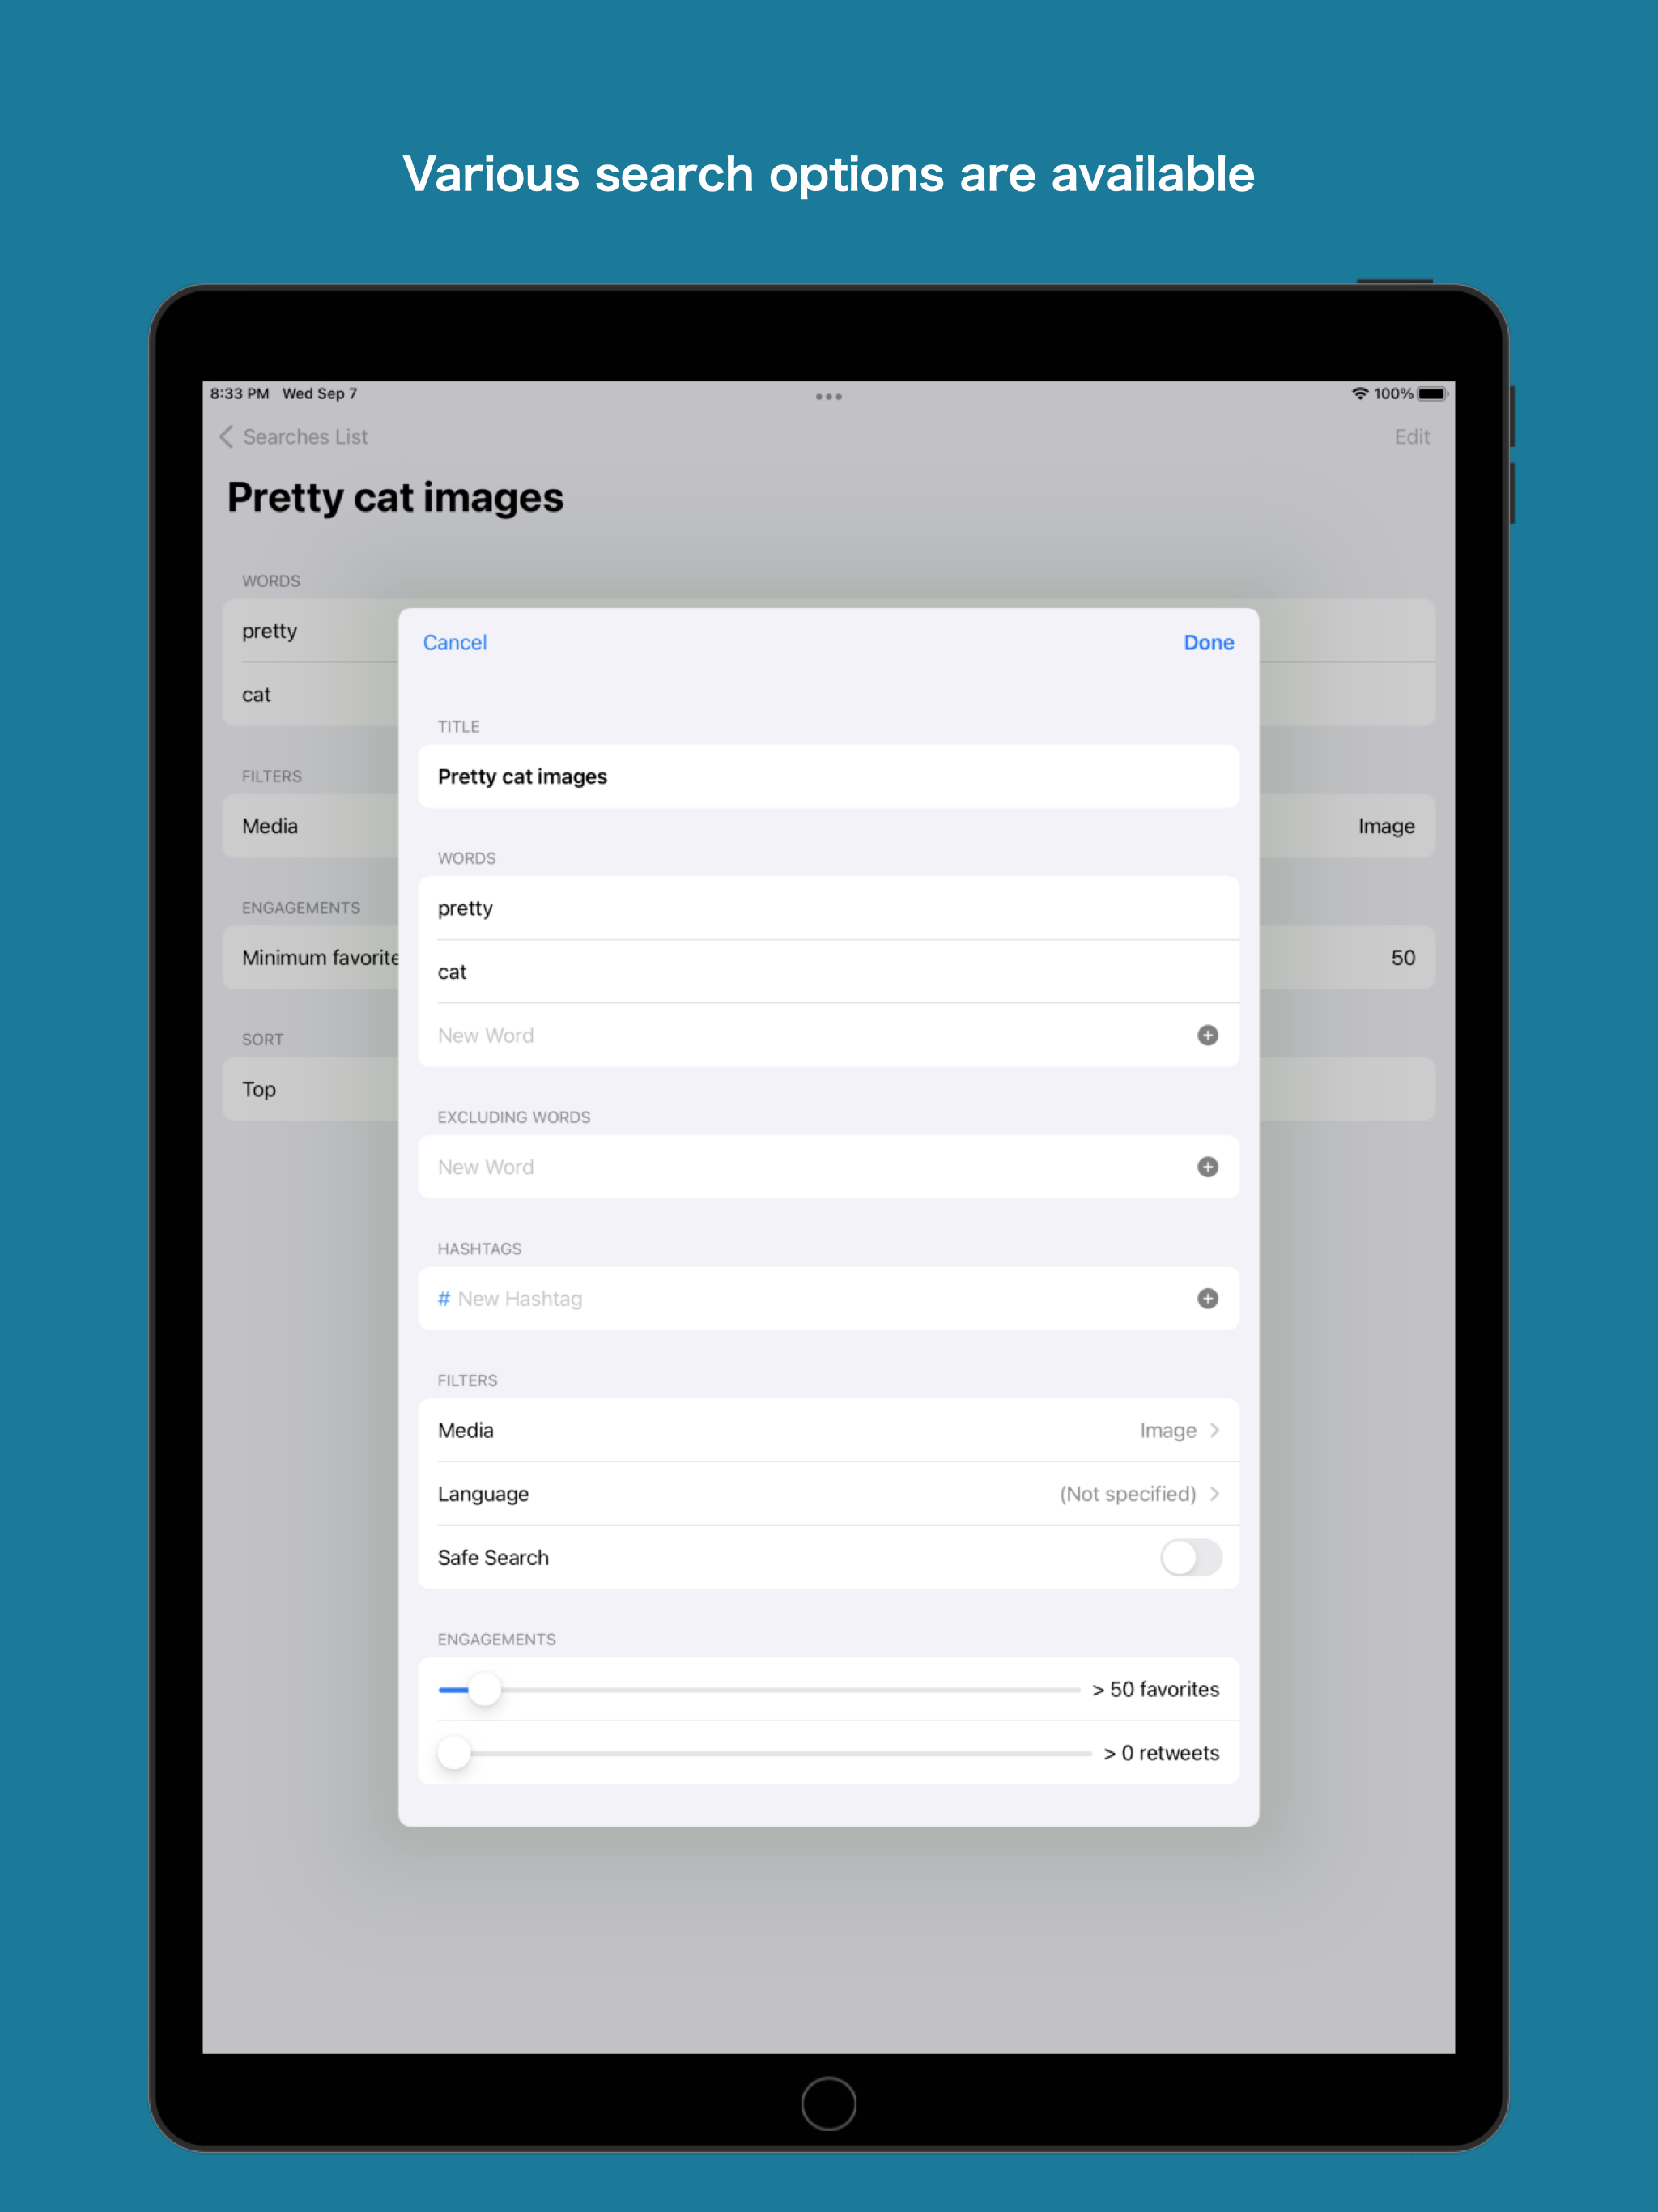 Various search options are available
8:33 PM Wed Sep 7
100%
Searches List
Edit
Pretty cat images
WORDS
pretty
cat
FILTERS
Media
Image
ENGAGEMENTS
Minimum favorite
50
SORT
Top
Cancel
Done
TITLE
Pretty cat images
WORDS
pretty
cat
New Word
EXCLUDING WORDS
New Word
HASHTAGS
# New Hashtag
FILTERS
Media
Image
Language
(Not specified)
Safe Search
ENGAGEMENTS
> 50 favorites
> 0 retweets